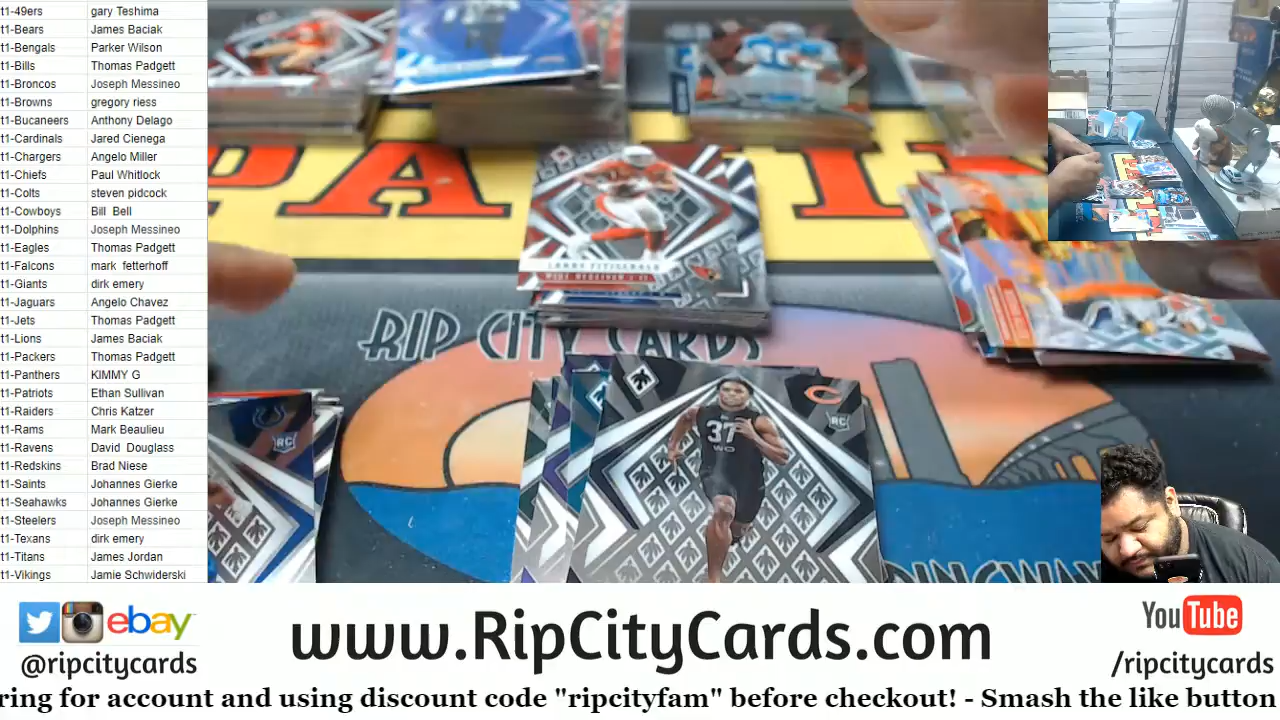 t1-49ers gary Teshima
t1-Bears James Baciak
t1-Bengals Parker Wilson
t1-Bills Thomas Padgett
t1-Broncos Joseph Messineo
t1-Browns gregory riess
t1-Bucaneers Anthony Delago
t1-Cardinals Jared Cienega
t1-Chargers Angelo Miller
t1-Chiefs Paul Whitlock
t1-Colts steven pidcock
t1-Cowboys Bill Bell
t1-Dolphins Joseph Messineo
t1-Eagles Thomas Padgett
t1-Falcons mark fetterhoff
t1-Giants dirk emery
t1-Jaguars Angelo Chavez
t1-Jets Thomas Padgett
t1-Lions James Baciak
t1-Packers Thomas Padgett
t1-Panthers KIMMY G
t1-Patriots Ethan Sullivan
t1-Raiders Chris Katzer
t1-Rams Mark Beaulieu
t1-Ravens David Douglass
t1-Redskins Brad Niese
t1-Saints Johannes Gierke
t1-Seahawks Johannes Gierke
t1-Steelers Joseph Messineo
t1-Texans dirk emery
t1-Titans James Jordan
t1-Vikings Jamie Schwiderski
LARRY FITZGERALD
RIP CITY CARDS
RC
RC
37
WO
ebay
@ripcitycards
www.RipCityCards.com
YouTube
/ripcitycards
ring for account and using discount code "ripcityfam" before checkout! - Smash the like button